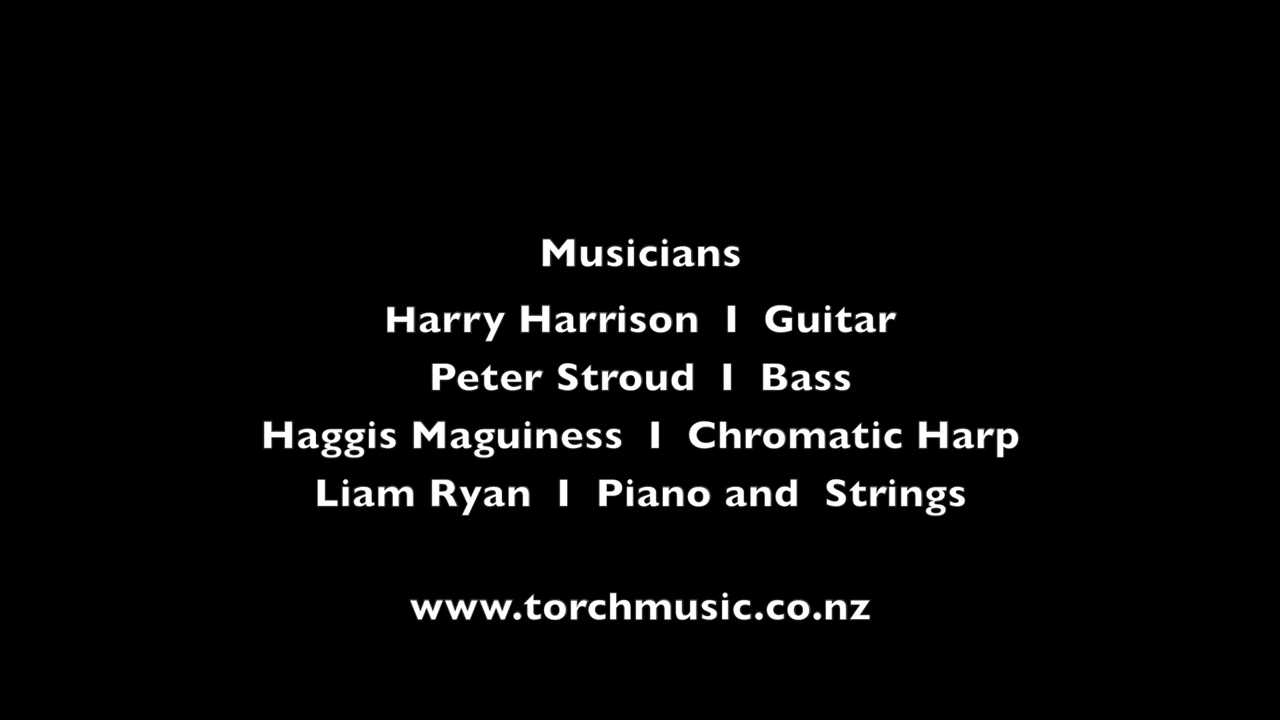 Musicians
Harry Harrison I Guitar
Peter Stroud I Bass
Haggis Maguiness I Chromatic Harp
Liam Ryan I Piano and Strings
www.torchmusic.co.nz